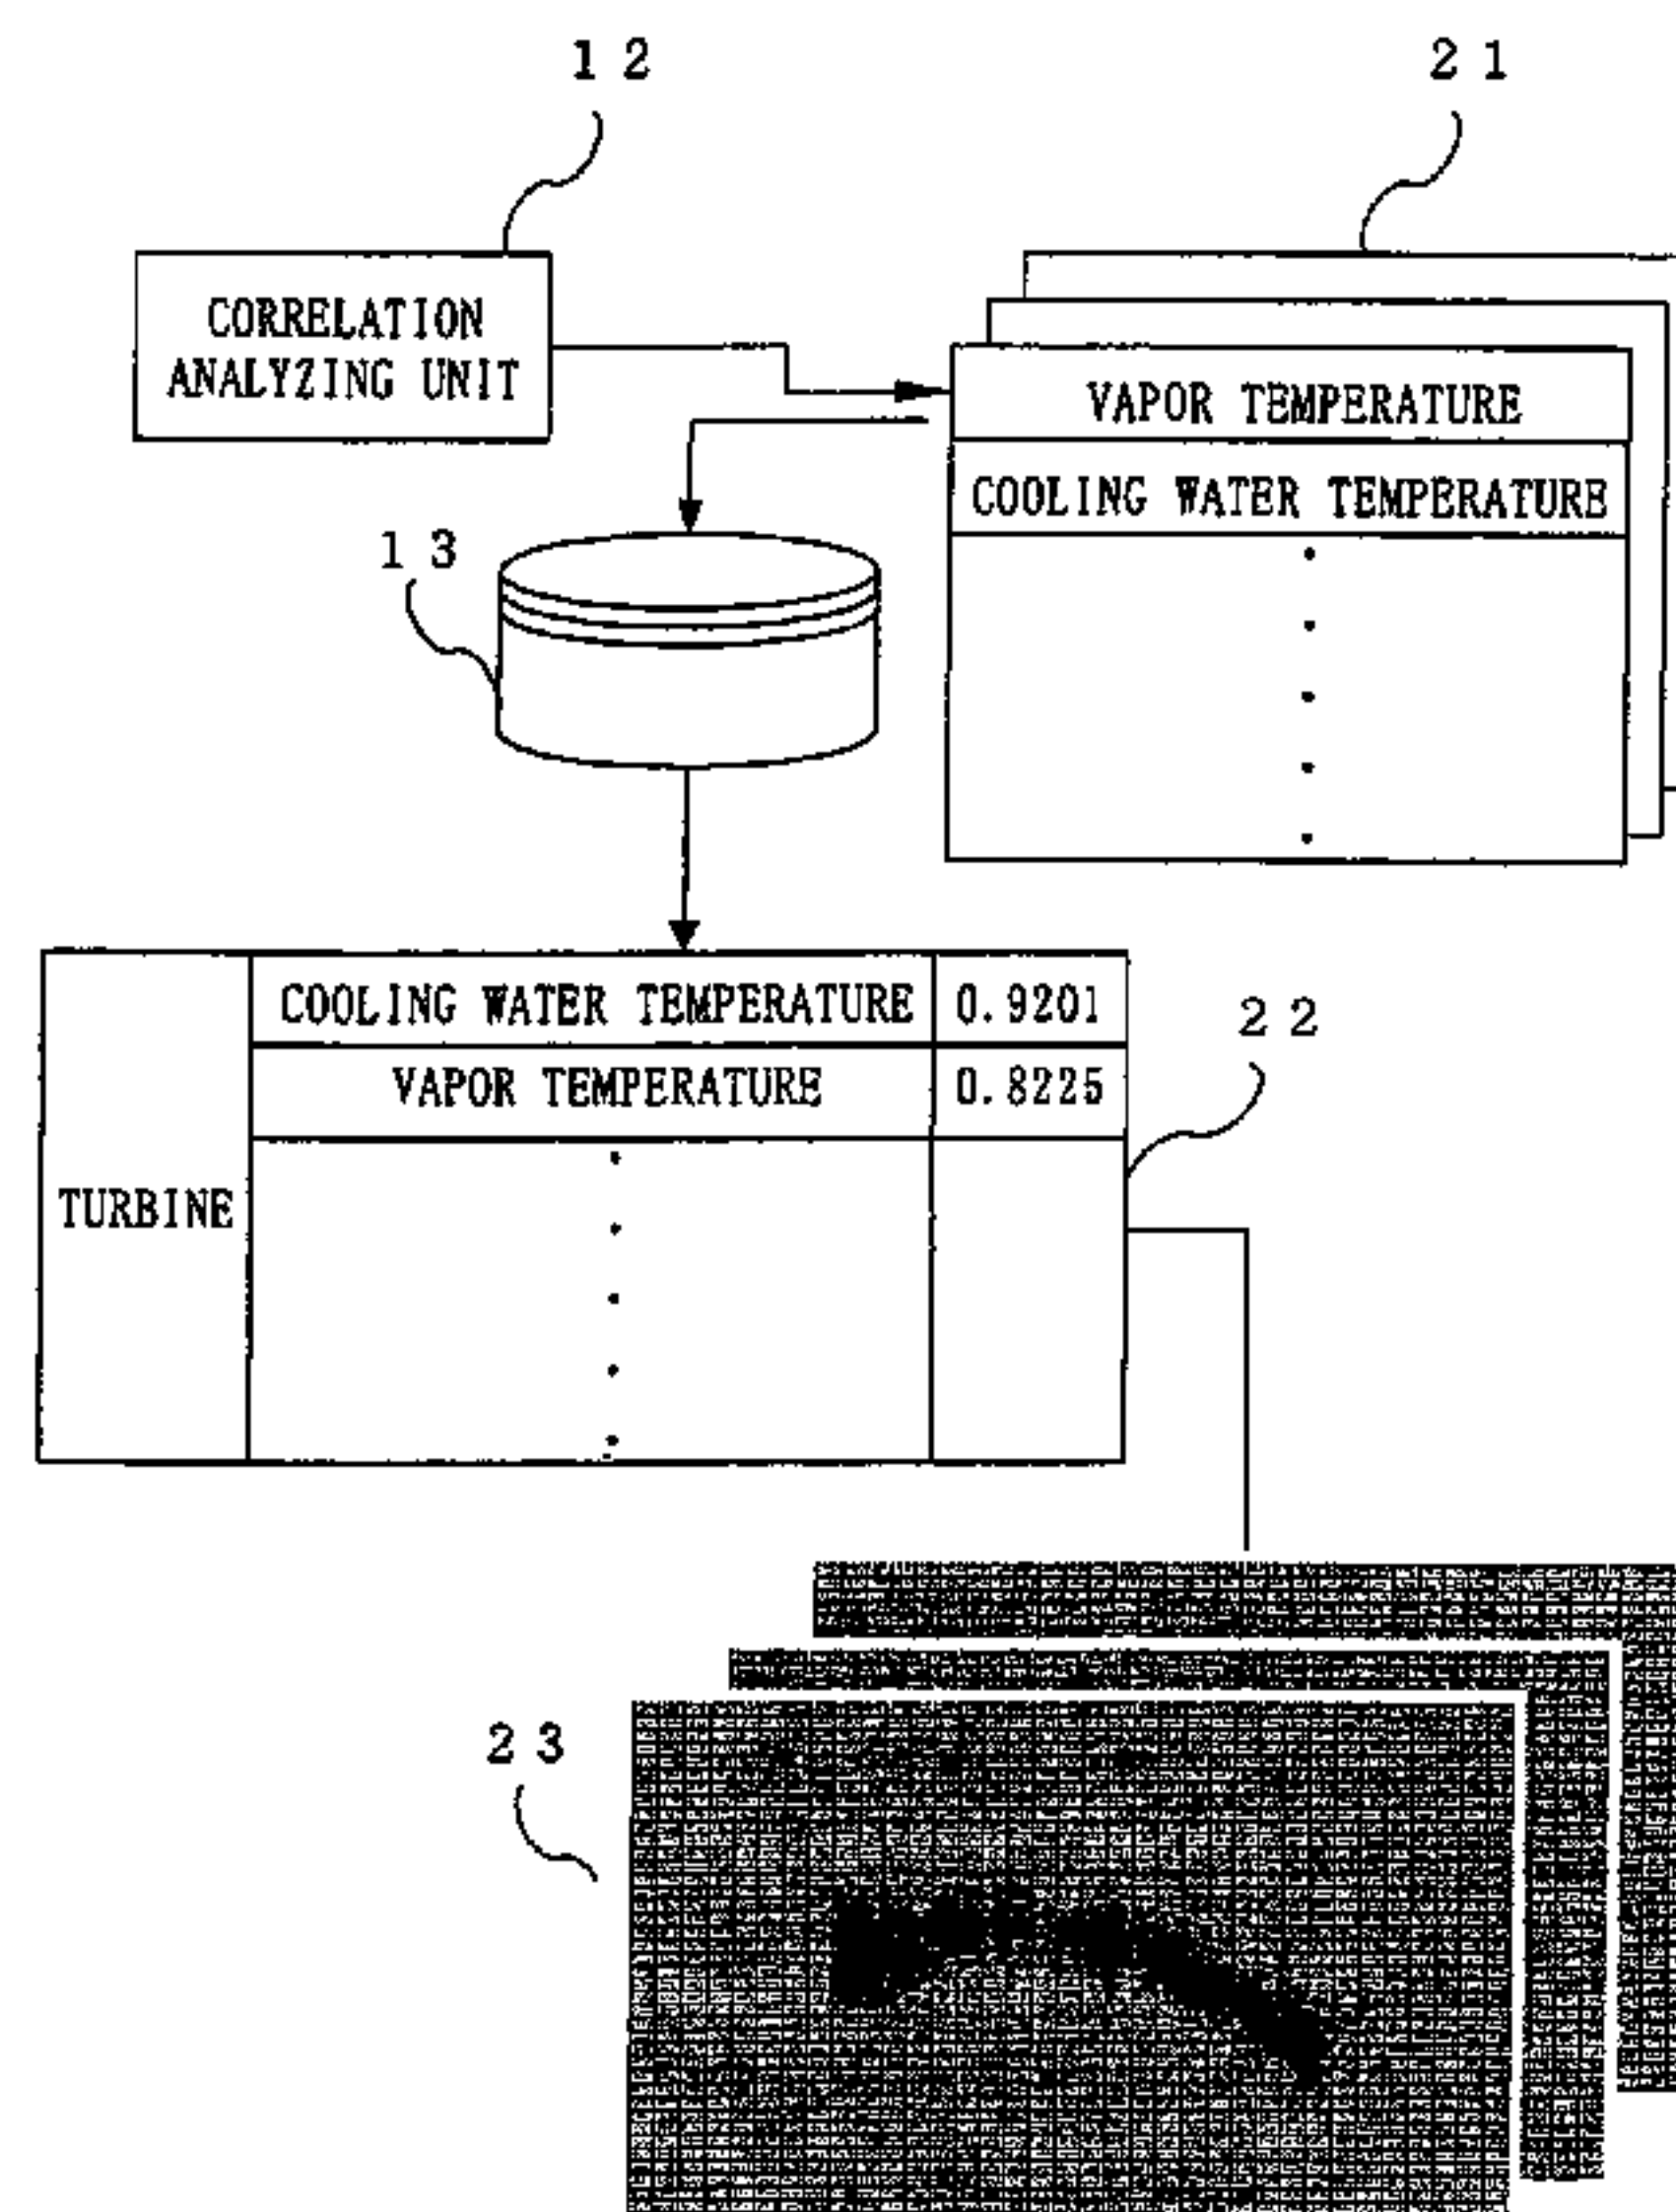 12
21
CORRELATION
ANALYZING UNIT
VAPOR TEMPERATURE
COOLING WATER TEMPERATURE
13
COOLING WATER TEMPERATURE 0.9201
22
VAPOR TEMPERATURE 0.8225
TURBINE
23